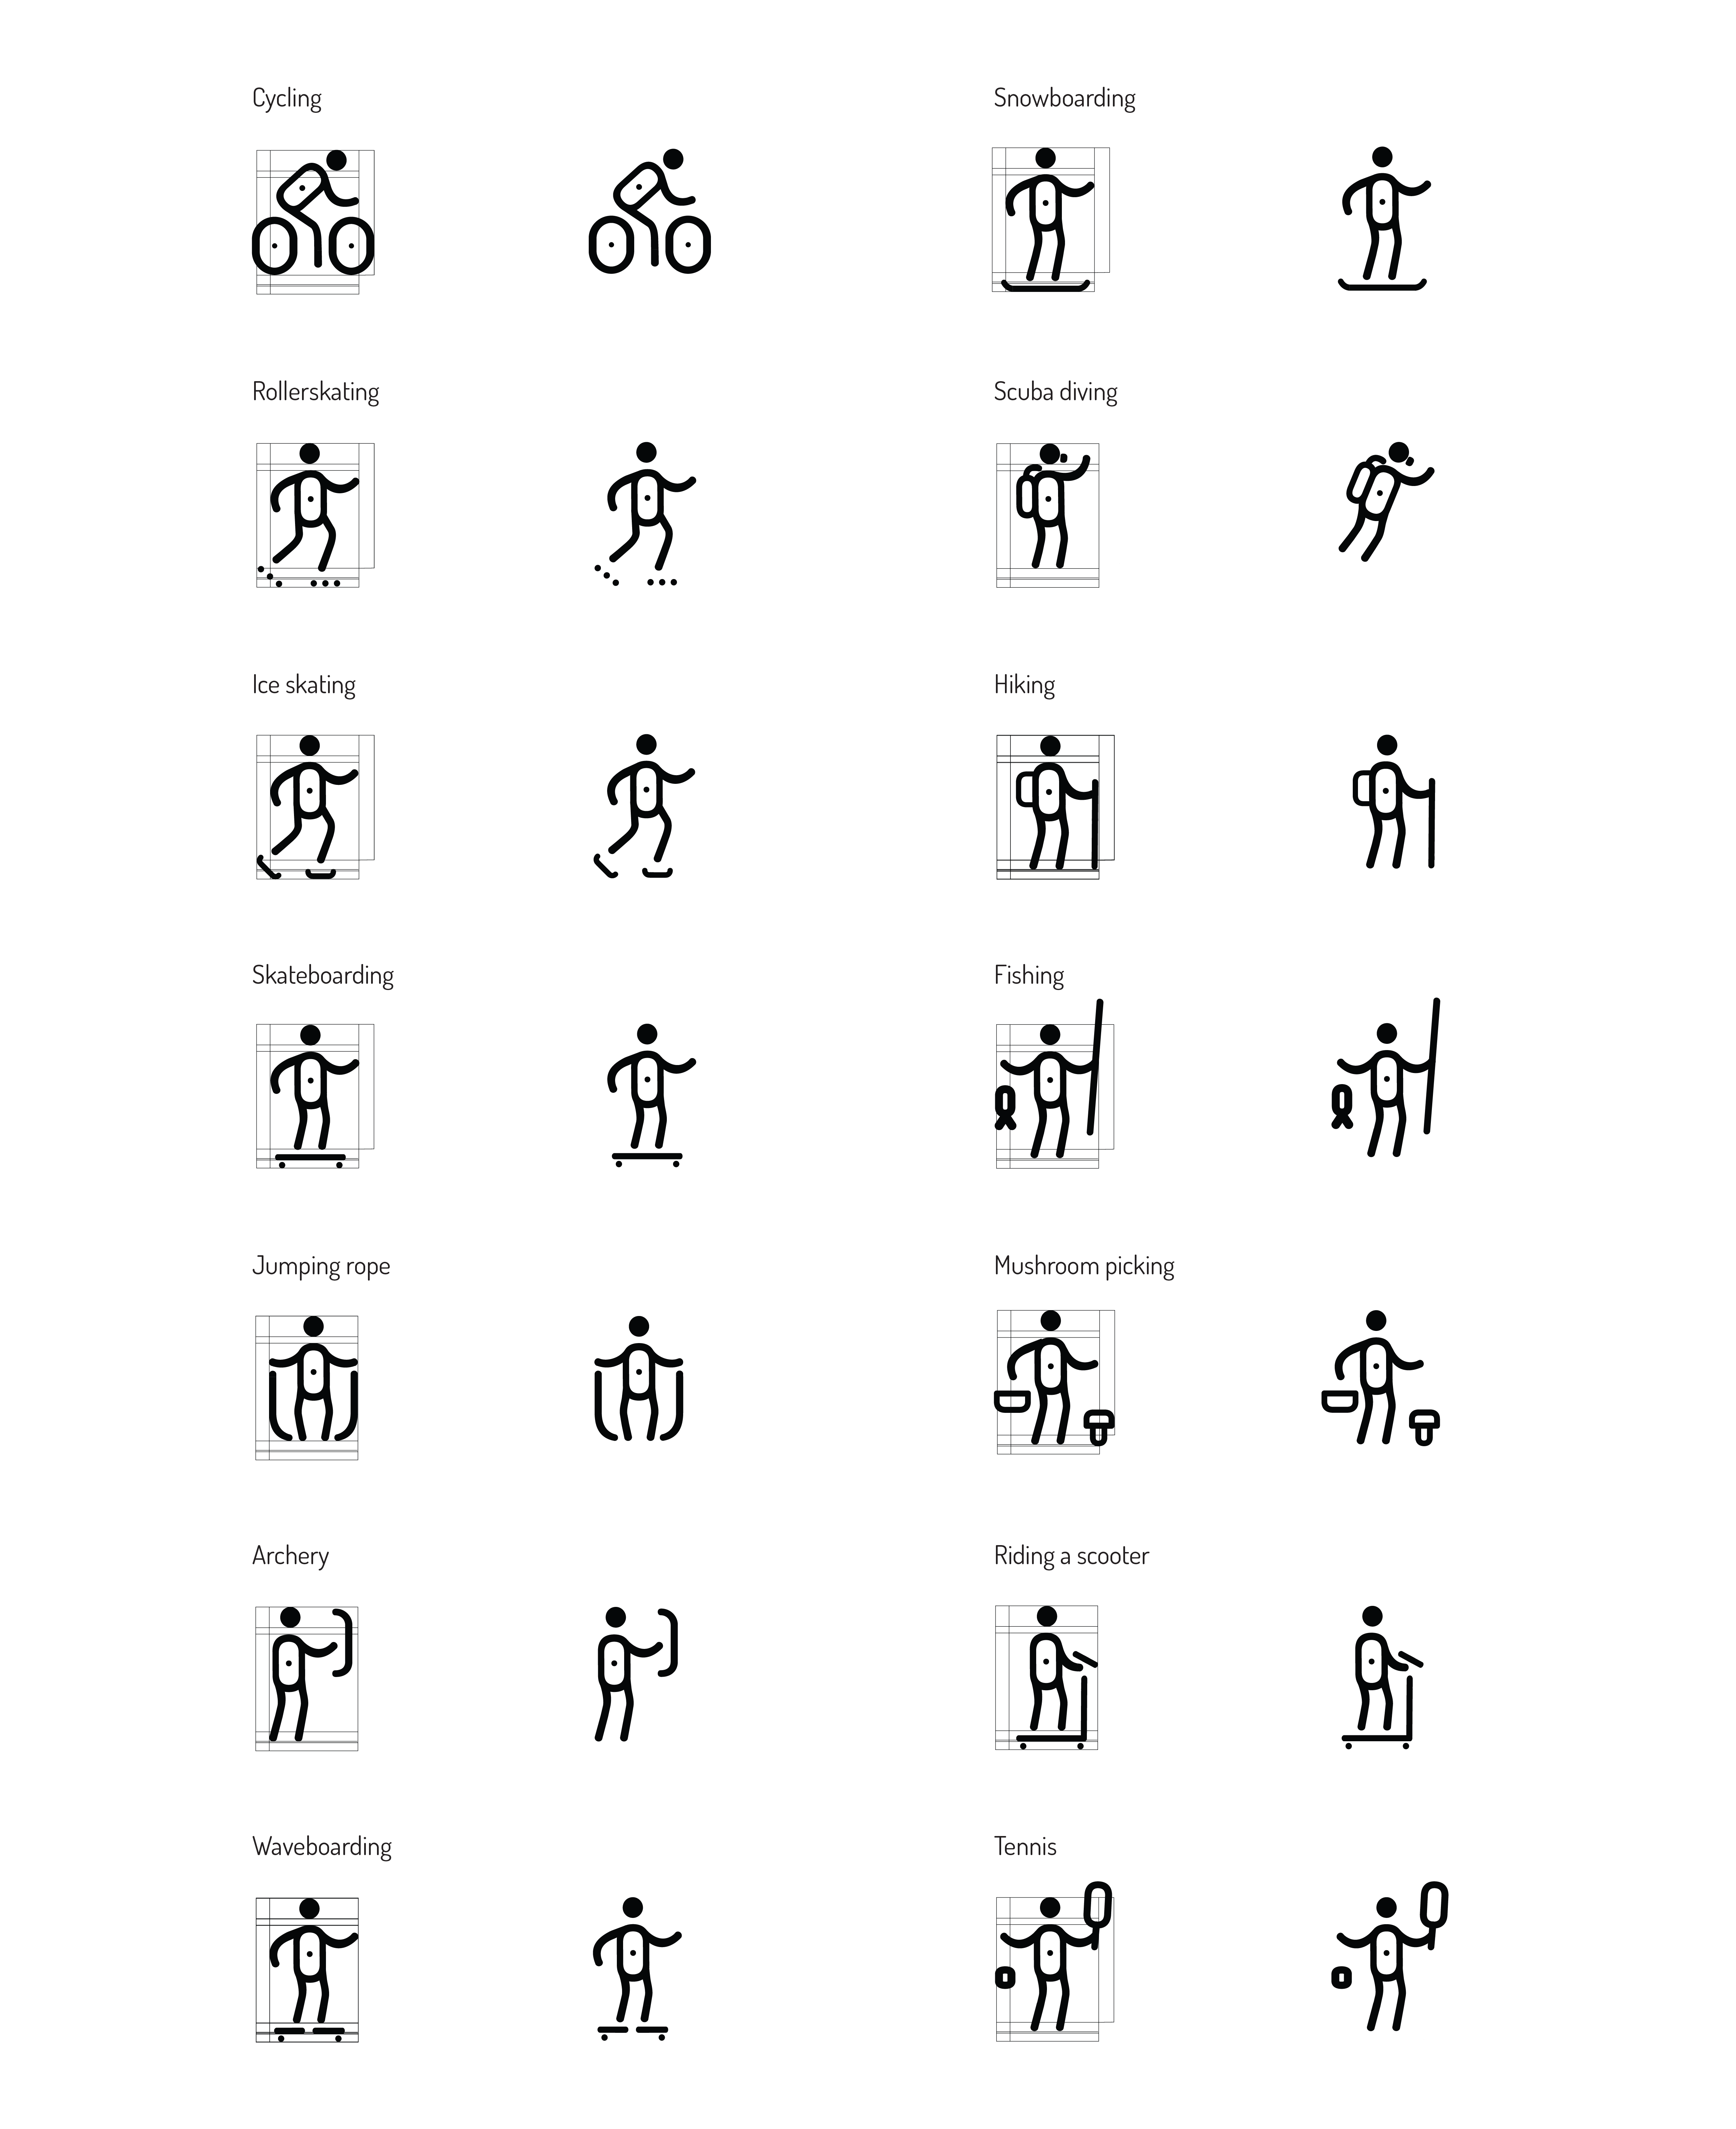 Cycling
Snowboarding
Rollerskating
Scuba diving
Ice skating
Hiking
Skateboarding
Fishing
Jumping rope
Mushroom picking
Archery
Riding a scooter
Waveboarding
Tennis